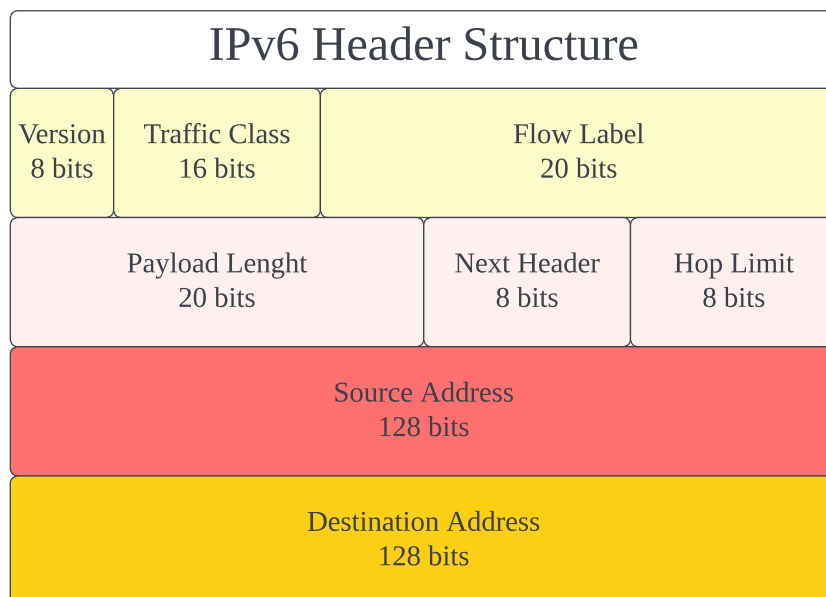 IPv6 Header Structure
Version
8 bits
Traffic Class
16 bits
Flow Label
20 bits
Payload Lenght
20 bits
Next Header
8 bits
Hop Limit
8 bits
Source Address
128 bits
Destination Address
128 bits